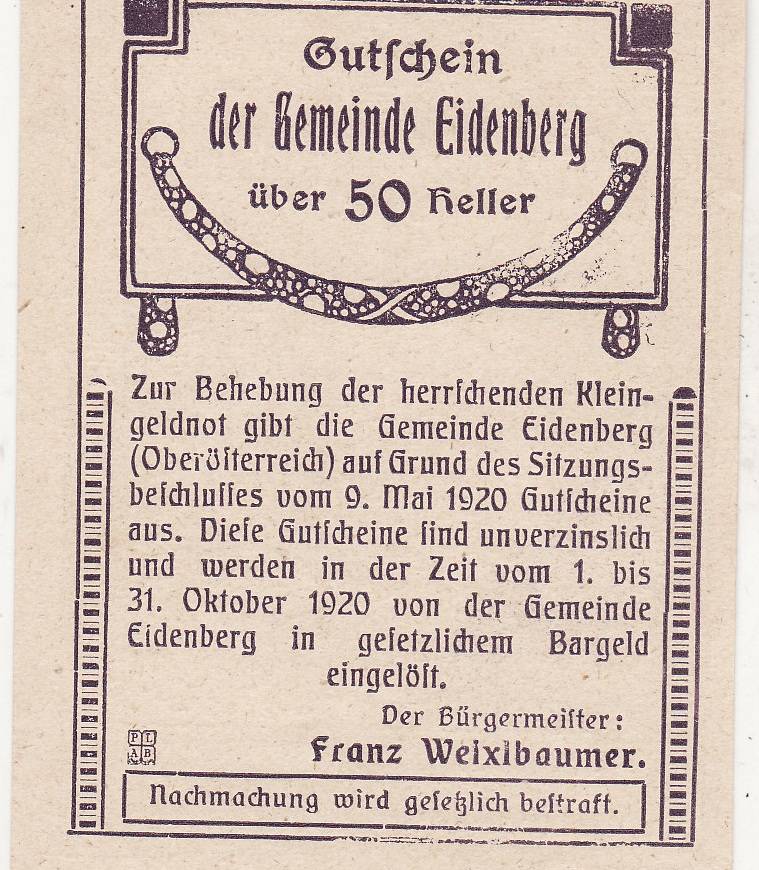 Gutſchein
der Gemeinde Eidenberg
über 50 Heller
Zur Behebung der herrſchenden Klein-
geldnot gibt die Gemeinde Eidenberg
(Oberöſterreich) auf Grund des Sitzungs-
beſchluſſes vom 9. Mai 1920 Gutſcheine
aus. Dieſe Gutſcheine ſind unverzinslich
und werden in der Zeit vom 1. bis
31. Oktober 1920 von der Gemeinde
Eidenberg in geſetzlichem Bargeld
eingelöſt.
Der Bürgermeiſter:
Franz Weixlbaumer.
PL
AB
Nachmachung wird geſetzlich beſtraft.